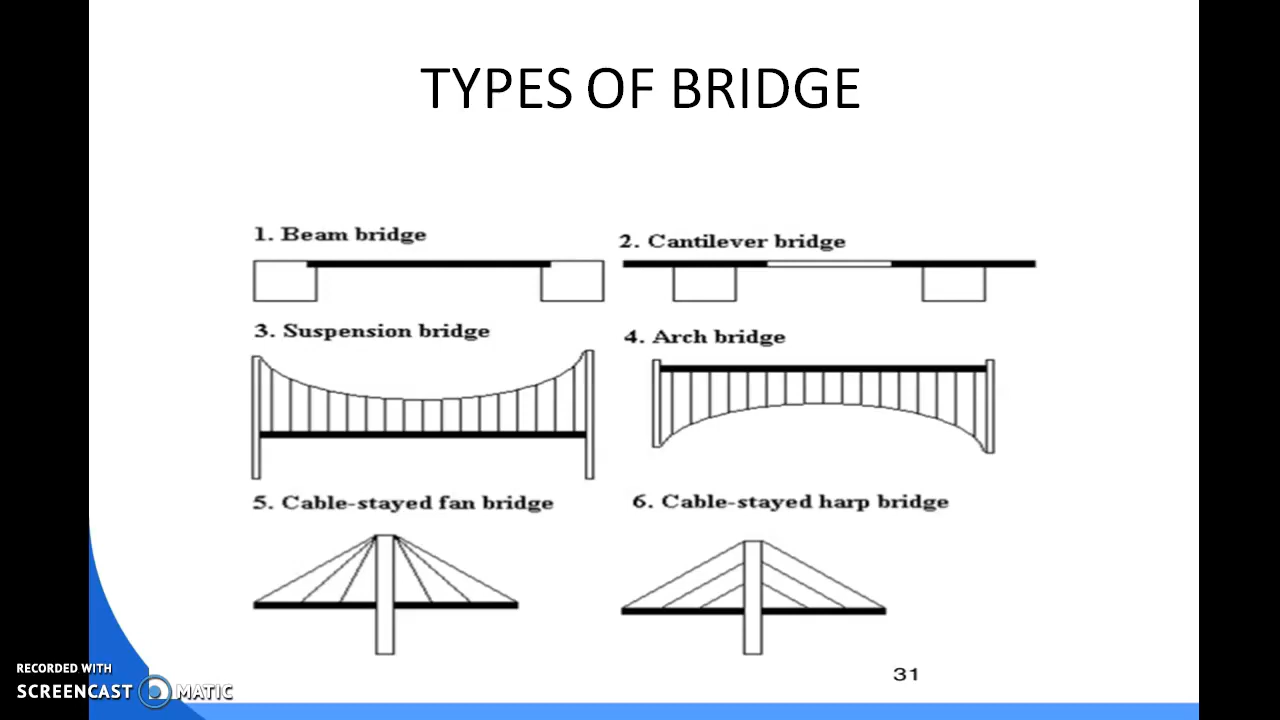 TYPES OF BRIDGE
1. Beam bridge
2. Cantilever bridge
3. Suspension bridge
4. Arch bridge
5. Cable-stayed fan bridge
6. Cable-stayed harp bridge
31
RECORDED WITH
SCREENCAST MATIC